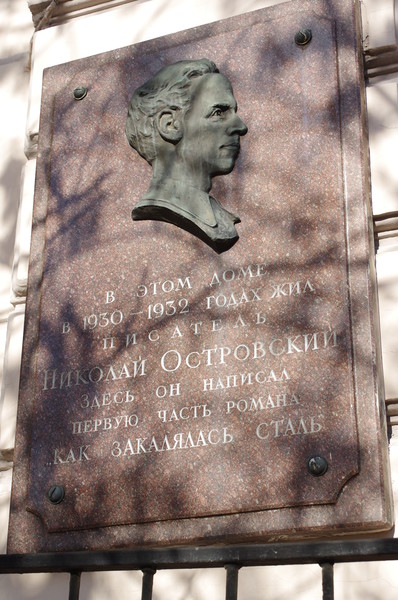 В ЭТОМ ДОМЕ
В 1930–1932 ГОДАХ ЖИЛ
ПИСАТЕЛЬ
НИКОЛАЙ ОСТРОВСКИЙ
ЗДЕСЬ ОН НАПИСАЛ
ПЕРВУЮ ЧАСТЬ РОМАНА
„КАК ЗАКАЛЯЛАСЬ СТАЛЬ“